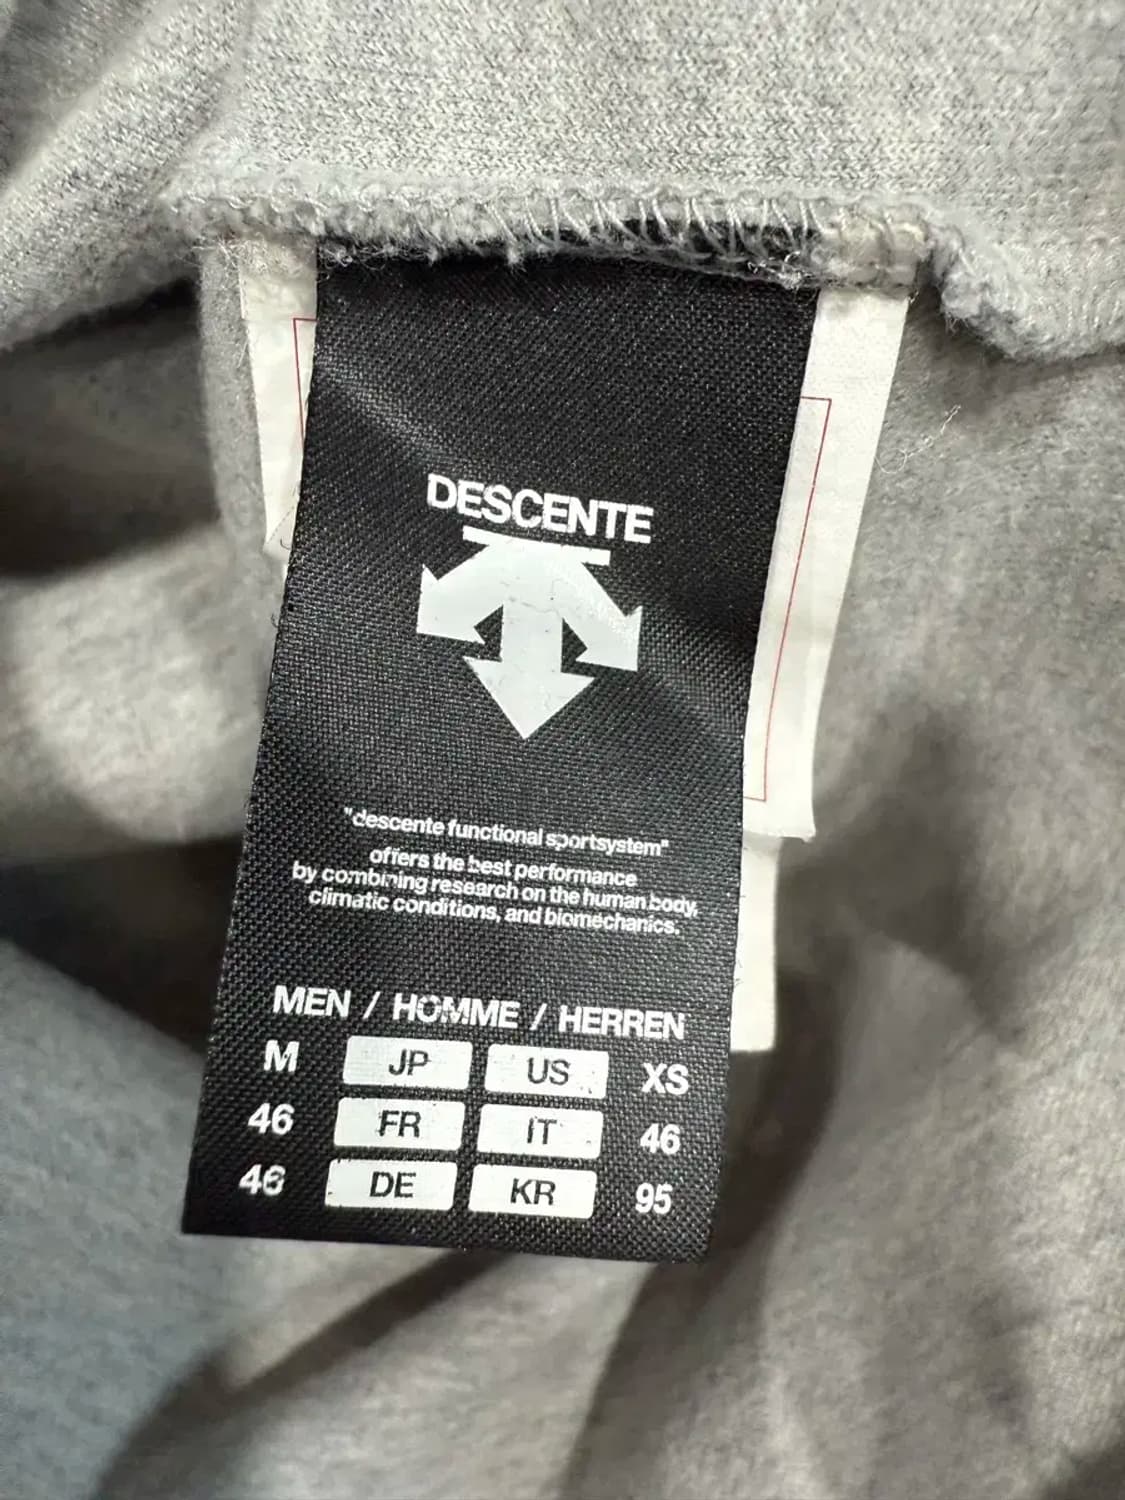 DESCENTE
"descente functional sportsystem"
offers the best performance
by combining research on the human body,
climatic conditions, and biomechanics.
MEN / HOMME / HERREN
M JP US XS
46 FR IT 46
46 DE KR 95